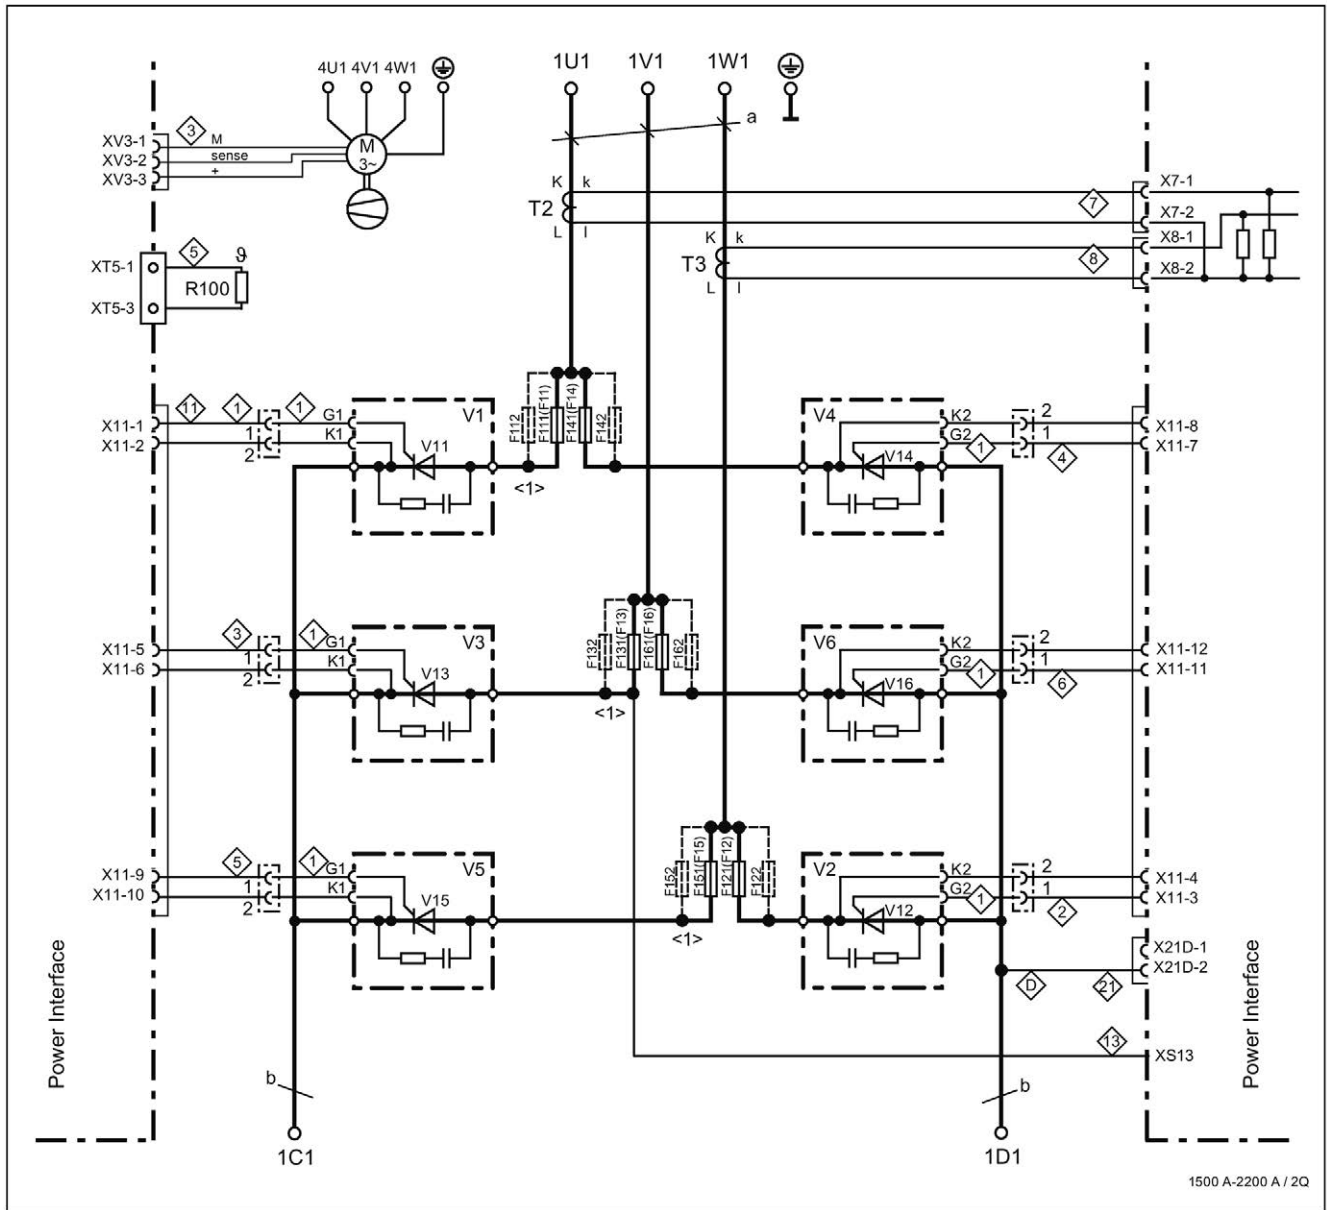 4U1 4V1 4W1
1U1
1V1
1W1
a
XV3-1
XV3-2
XV3-3
3
M
sense
+
M
3~
K k
T2
L l
K k
T3
L l
7
8
X7-1
X7-2
X8-1
X8-2
XT5-1
XT5-3
5
ϑ
R100
F112
F111(F11)
F141(F14)
F142
X11-1
X11-2
11
1
1
1
2
G1
K1
V1
V11
<1>
V4
V14
K2
G2
1
2
1
4
X11-8
X11-7
F132
F131(F13)
F161(F16)
F162
X11-5
X11-6
3
1
1
2
G1
K1
V3
V13
<1>
V6
V16
K2
G2
1
2
1
6
X11-12
X11-11
F152
F151(F15)
F121(F12)
F122
X11-9
X11-10
5
1
1
2
G1
K1
V5
V15
<1>
V2
V12
K2
G2
1
2
1
2
X11-4
X11-3
X21D-1
X21D-2
D
21
13
XS13
Power Interface
Power Interface
b
b
1C1
1D1
1500 A-2200 A / 2Q